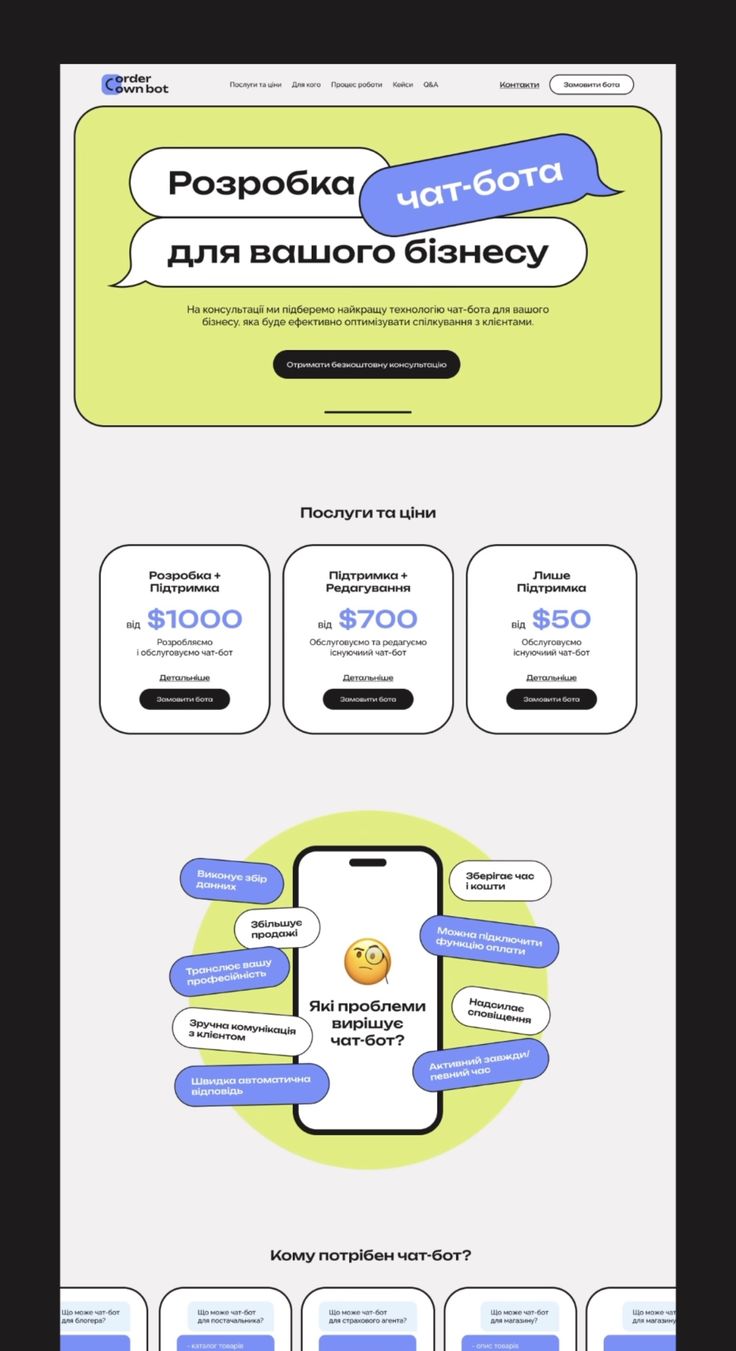 order
own bot
Послуги та ціни
Для кого
Процес роботи
Кейси
Q&A
Контакти
Замовити бота
Розробка
чат-бота
для вашого бізнесу
На консультації ми підберемо найкращу технологію чат-бота для вашого
бізнесу, яка буде ефективно оптимізувати спілкування з клієнтами.
Отримати безкоштовну консультацію
Послуги та ціни
Розробка +
Підтримка
від $1000
Розробляємо
і обслуговуємо чат-бот
Детальніше
Замовити бота
Підтримка +
Редагування
від $700
Обслуговуємо та редагуємо
існуючиий чат-бот
Детальніше
Замовити бота
Лише
Підтримка
від $50
Обслуговуємо
існуючиий чат-бот
Детальніше
Замовити бота
Виконує збір
данних
Збільшує
продажі
Транслює вашу
професійність
Зручна комунікація
з клієнтом
Швидка автоматична
відповідь
Які проблеми
вирішує
чат-бот?
Зберігає час
і кошти
Можна підключити
функцію оплати
Надсилає
сповіщення
Активний завжди/
певний час
Кому потрібен чат-бот?
Що може чат-бот
для блогера?
Що може чат-бот
для постачальника?
- каталог товарів
Що може чат-бот
для страхового агента?
Що може чат-бот
для магазину?
- опис товарів
Що може чат
для магазин